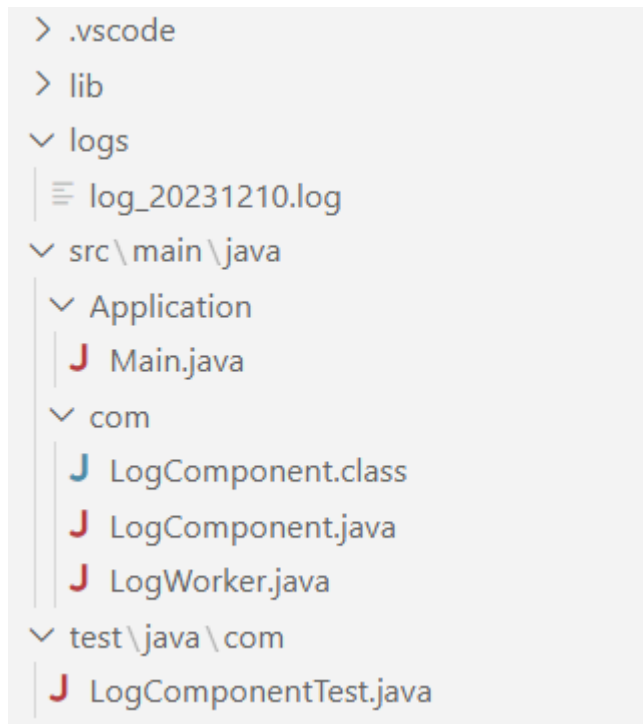 .vscode
lib
logs
log_20231210.log
src\main\java
Application
J Main.java
com
J LogComponent.class
J LogComponent.java
J LogWorker.java
test\java\com
J LogComponentTest.java